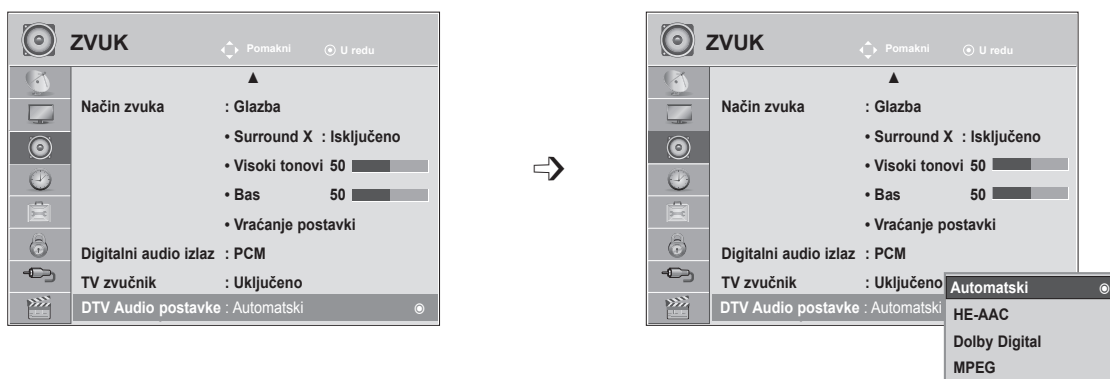 ZVUK Pomakni U redu
▲
Način zvuka : Glazba
• Surround X : Isključeno
• Visoki tonovi 50
• Bas 50
• Vraćanje postavki
Digitalni audio izlaz : PCM
TV zvučnik : Uključeno
DTV Audio postavke : Automatski
ZVUK Pomakni U redu
▲
Način zvuka : Glazba
• Surround X : Isključeno
• Visoki tonovi 50
• Bas 50
• Vraćanje postavki
Digitalni audio izlaz : PCM
TV zvučnik : Uključeno
DTV Audio postavke : Automatski
Automatski
HE-AAC
Dolby Digital
MPEG